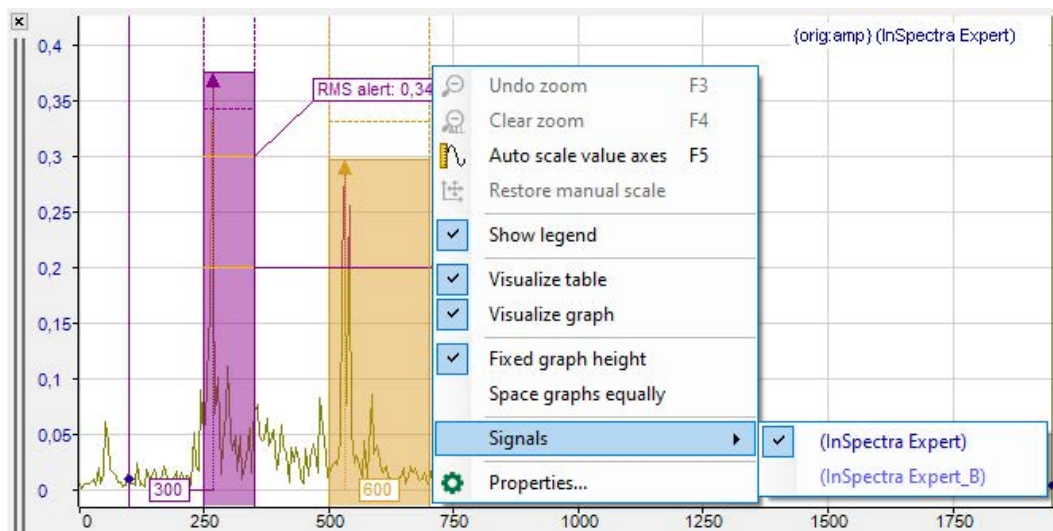 {orig:amp} (InSpectra Expert)
0,4
0,35
0,3
0,25
0,2
0,15
0,1
0,05
0
RMS alert: 0,34
300
600
0
250
500
750
1000
1250
1500
1750
Undo zoom F3
Clear zoom F4
Auto scale value axes F5
Restore manual scale
Show legend
Visualize table
Visualize graph
Fixed graph height
Space graphs equally
Signals
Properties...
(InSpectra Expert)
(InSpectra Expert_B)